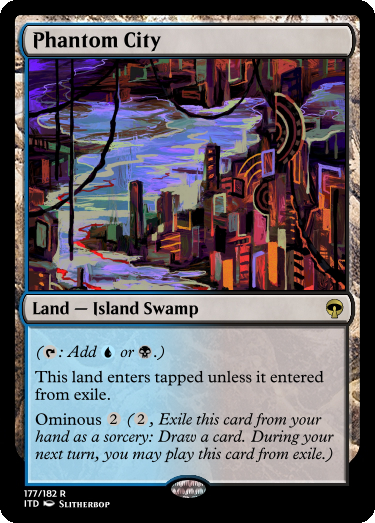 Phantom City
Land — Island Swamp
(: Add or .)
This land enters tapped unless it entered
from exile.
Ominous 2 (2, Exile this card from your
hand as a sorcery: Draw a card. During your
next turn, you may play this card from exile.)
177/182 R
ITD SLITHERBOP